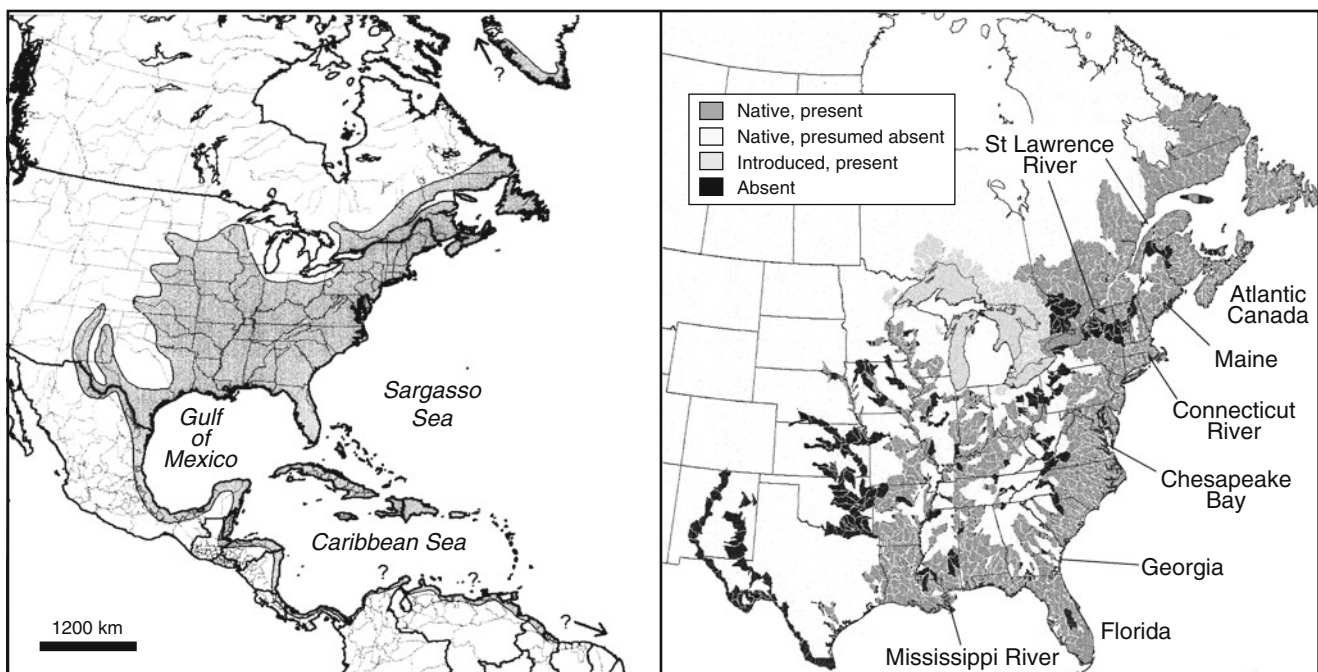 ?
Sargasso
Sea
Gulf
of
Mexico
Caribbean Sea
?
?
?
1200 km
Native, present
Native, presumed absent
Introduced, present
Absent
St Lawrence
River
Atlantic
Canada
Maine
Connecticut
River
Chesapeake
Bay
Georgia
Florida
Mississippi River